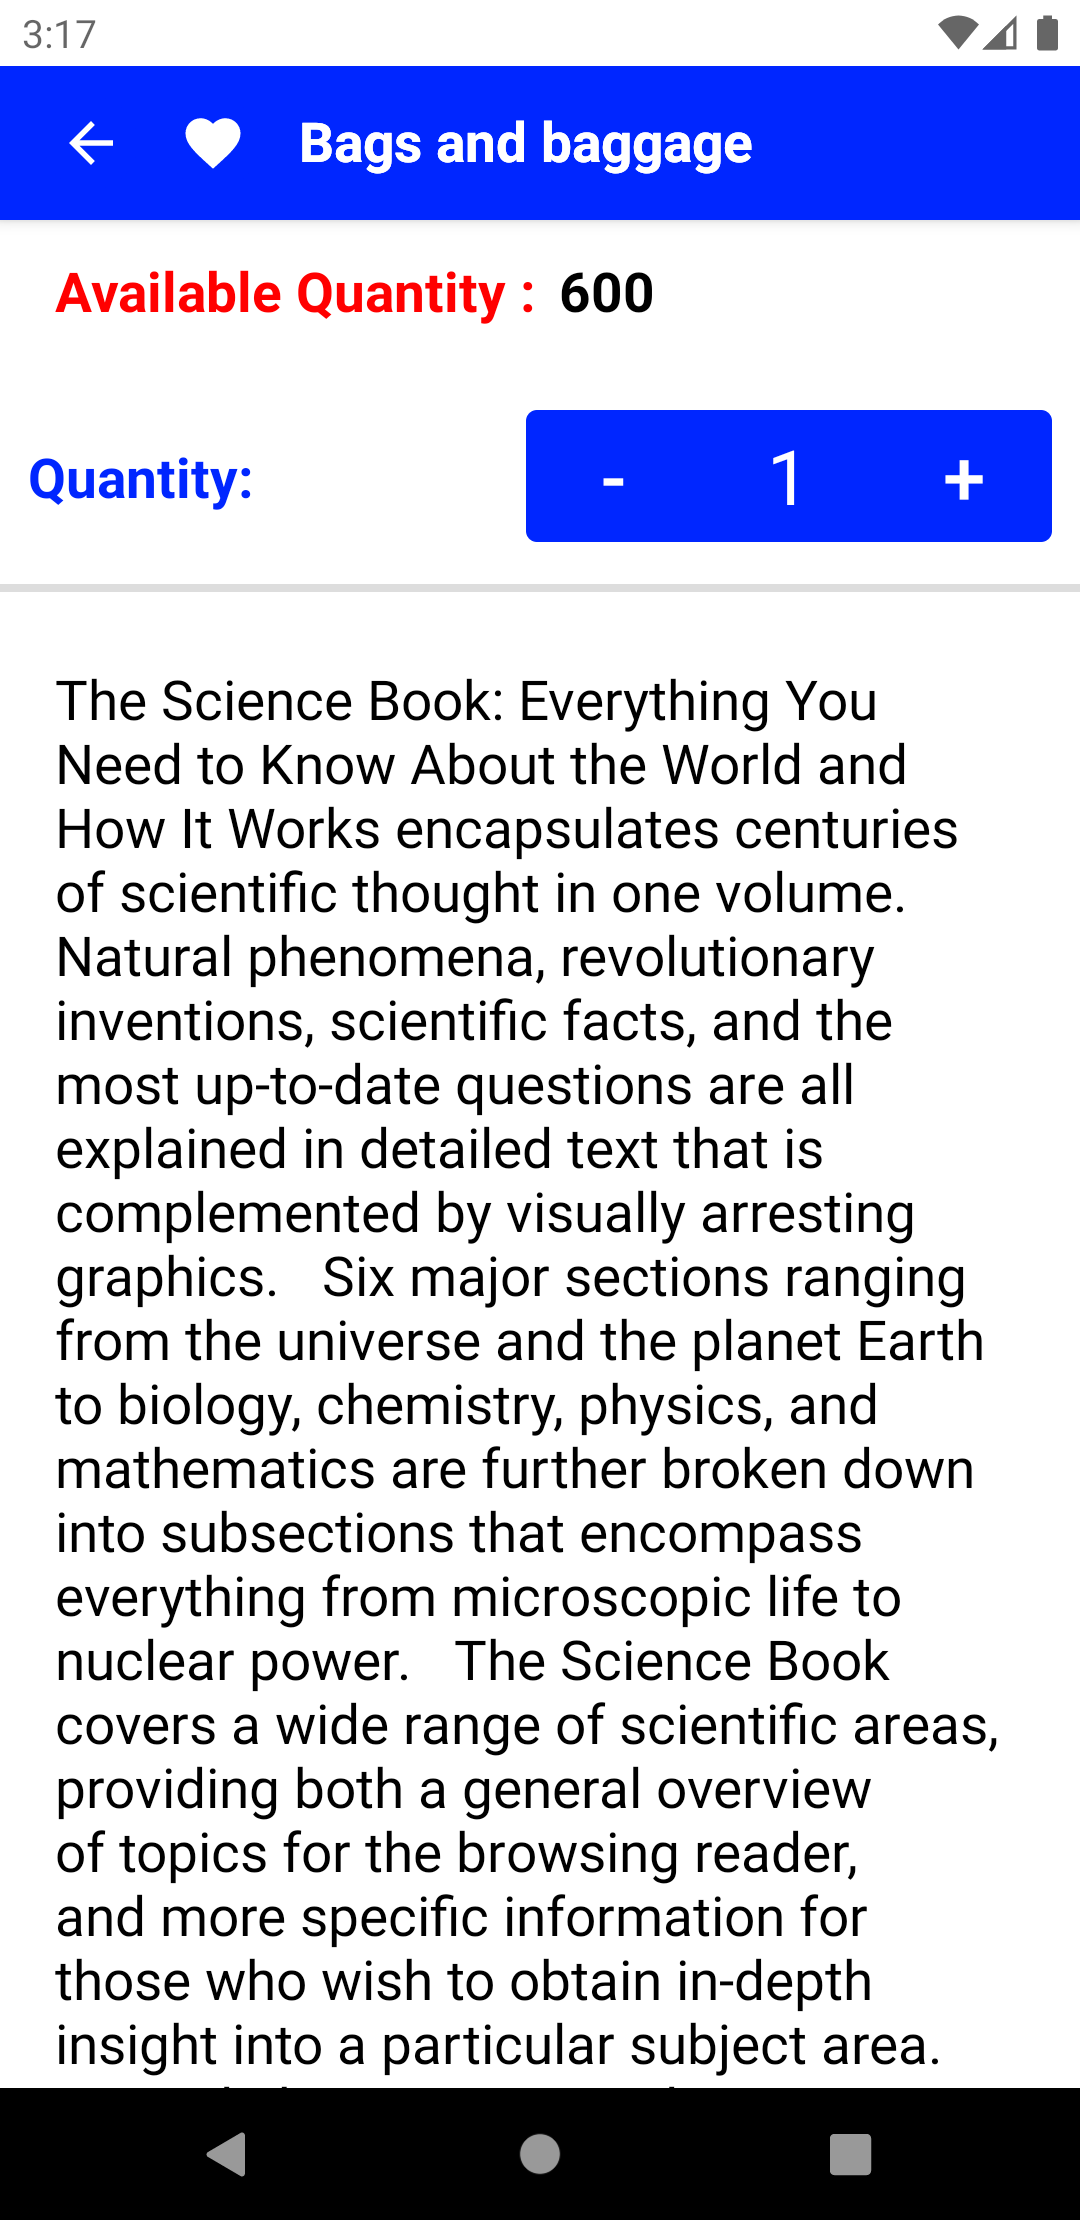 3:17
Bags and baggage
Available Quantity : 600
Quantity: - 1 +
The Science Book: Everything You
Need to Know About the World and
How It Works encapsulates centuries
of scientific thought in one volume.
Natural phenomena, revolutionary
inventions, scientific facts, and the
most up-to-date questions are all
explained in detailed text that is
complemented by visually arresting
graphics.   Six major sections ranging
from the universe and the planet Earth
to biology, chemistry, physics, and
mathematics are further broken down
into subsections that encompass
everything from microscopic life to
nuclear power.   The Science Book
covers a wide range of scientific areas,
providing both a general overview
of topics for the browsing reader,
and more specific information for
those who wish to obtain in-depth
insight into a particular subject area.